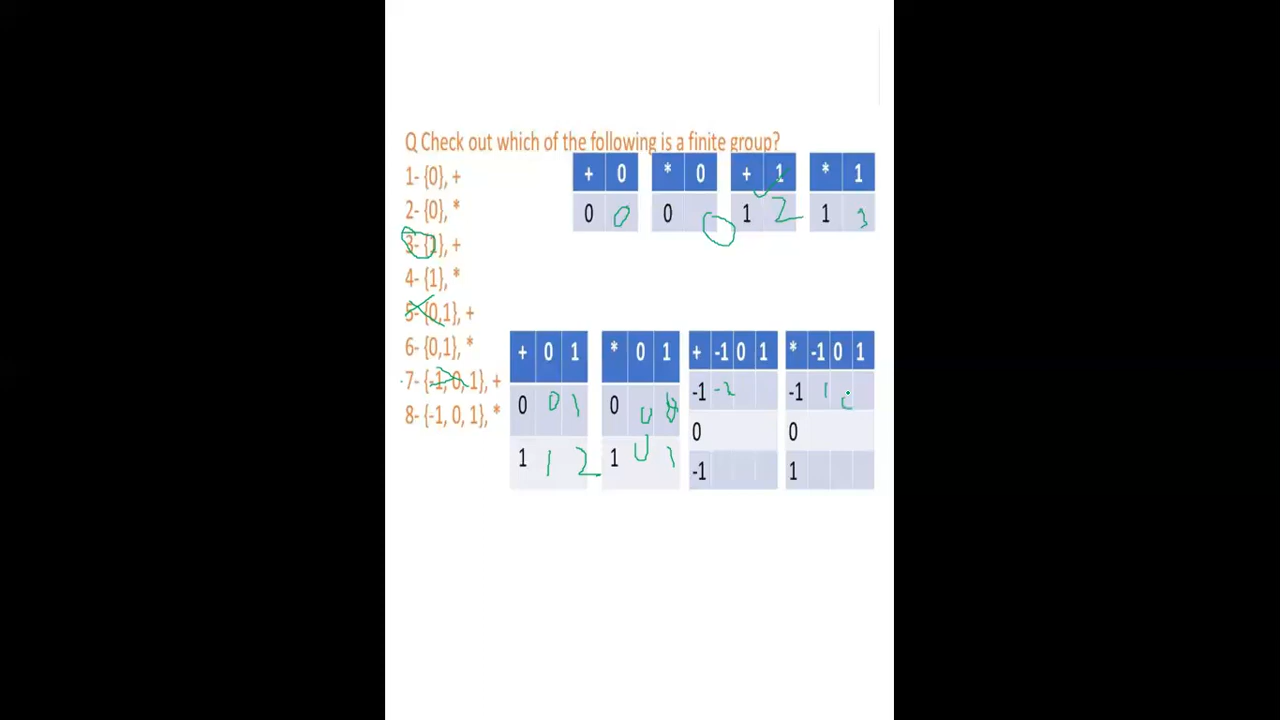 Q Check out which of the following is a finite group?
1- {0}, +
2- {0}, *
3- {1}, +
4- {1}, *
5- {0,1}, +
6- {0,1}, *
7- {-1, 0, 1}, +
8- {-1, 0, 1}, *
+ 0
0 0
* 0
0 0
+ 1
1 2
* 1
1
+ 0 1
0 0 1
1 1 2
* 0 1
0 0
1 0 1
+ -1 0 1
-1 -2
0
-1
* -1 0 1
-1 1
0
1